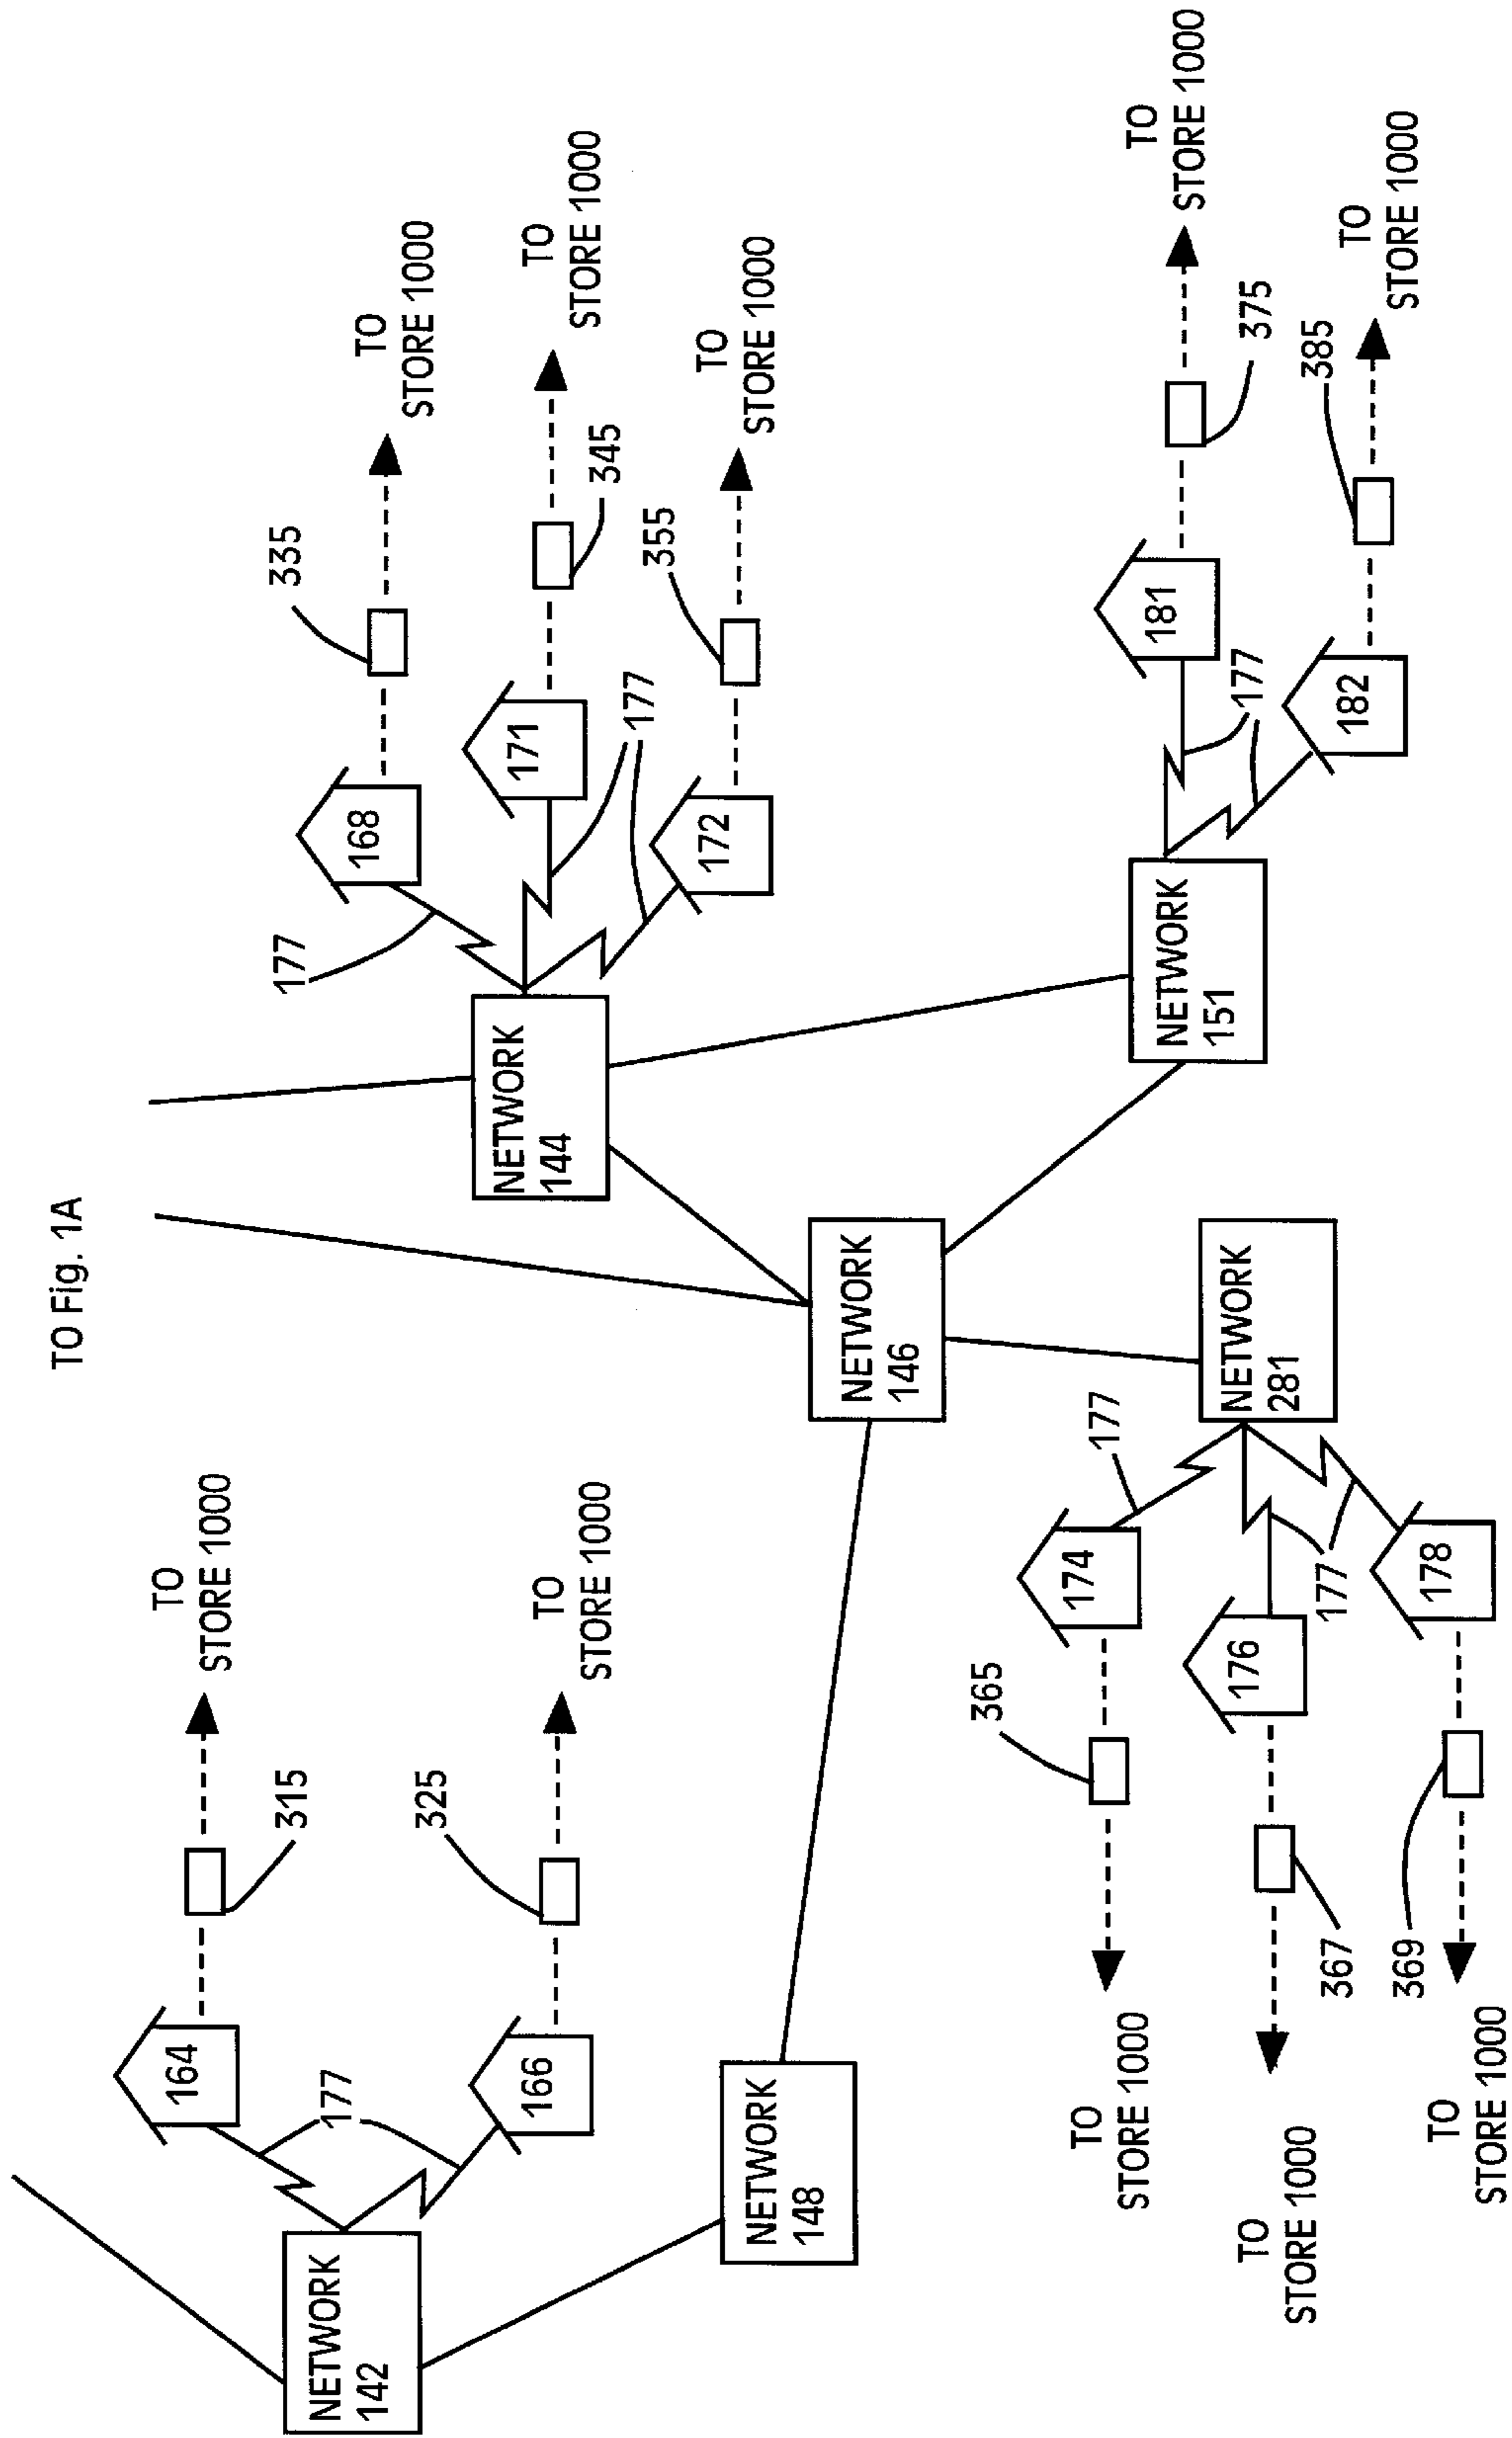 TO Fig. 1A
TO
STORE 1000
164
315
177
NETWORK
142
166
325
TO
STORE 1000
NETWORK
148
177
168
335
TO
STORE 1000
NETWORK
144
171
345
TO
STORE 1000
177
172
355
TO
STORE 1000
NETWORK
146
TO
STORE 1000
365
174
177
NETWORK
281
TO
STORE 1000
367
176
177
TO
STORE 1000
369
178
NETWORK
151
177
181
375
TO
STORE 1000
182
385
TO
STORE 1000